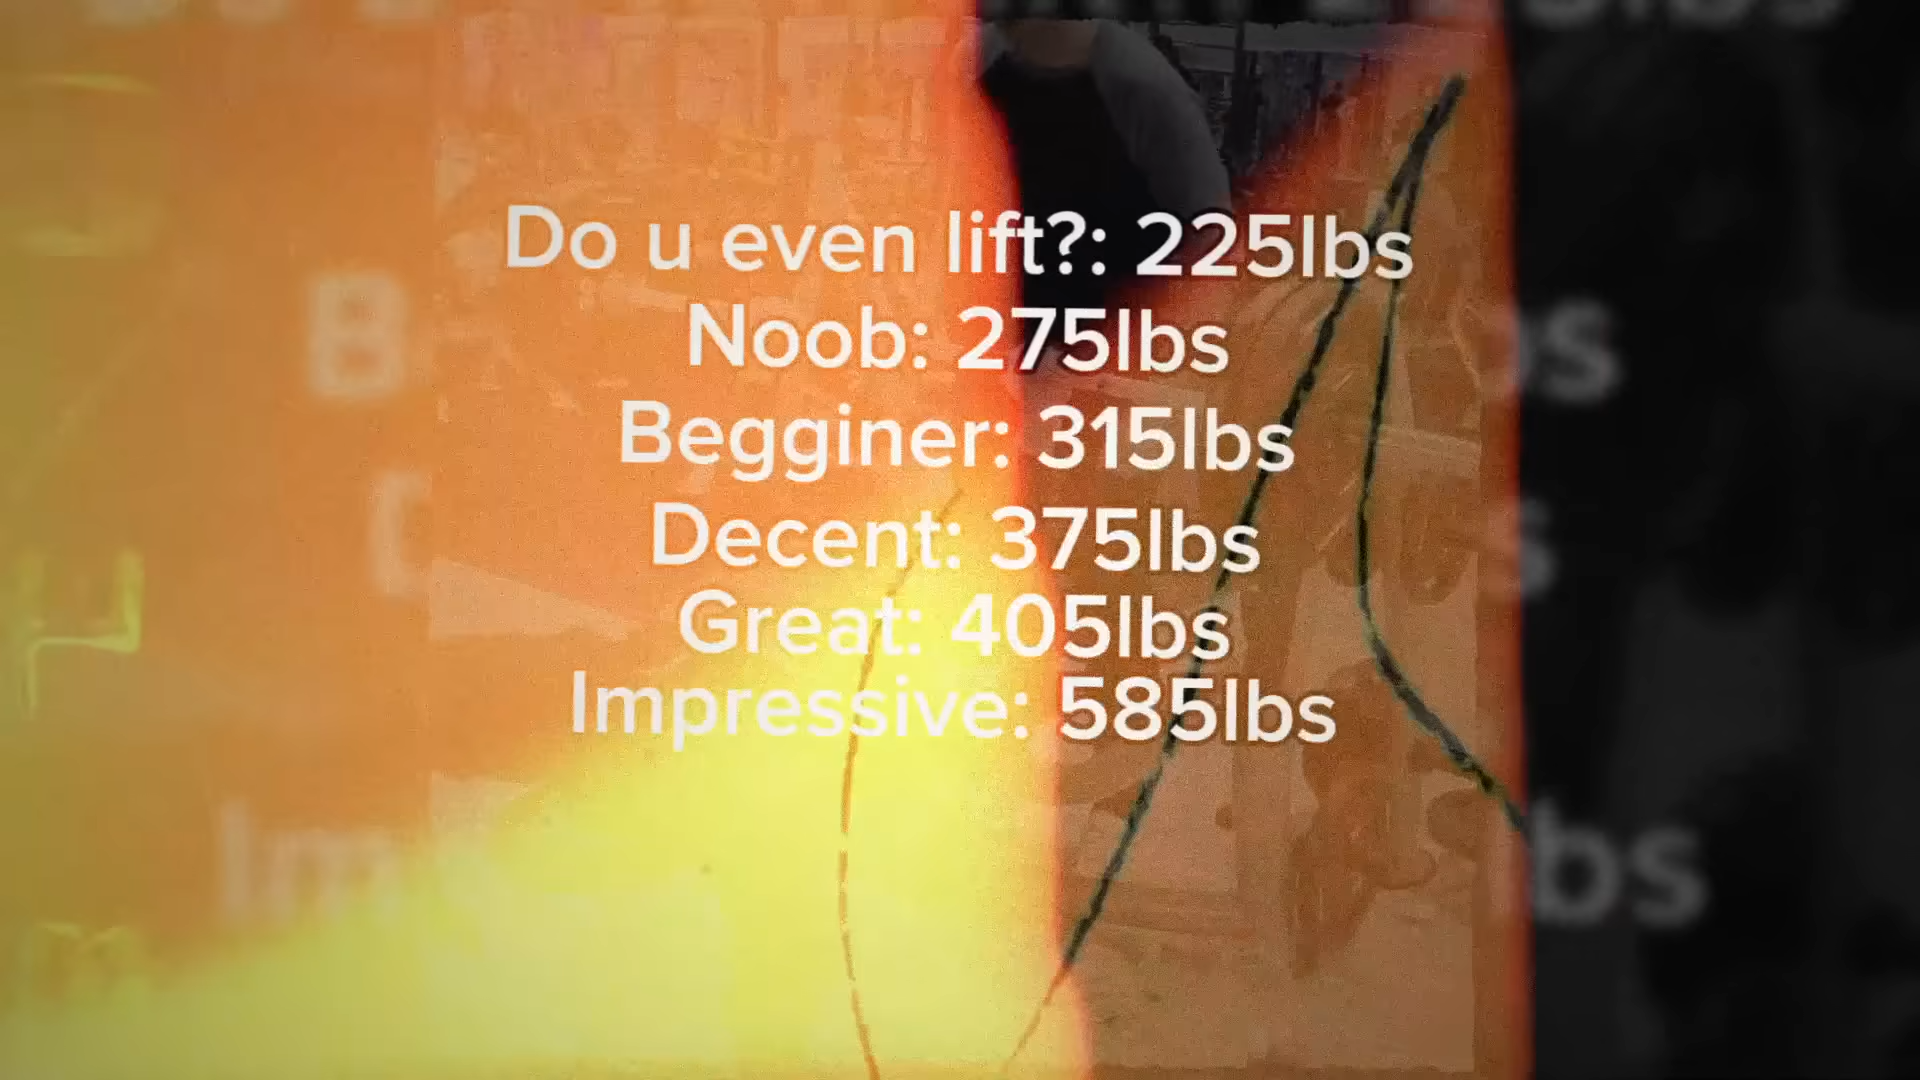 Do u even lift?: 225lbs
Noob: 275lbs
Begginer: 315lbs
Decent: 375lbs
Great: 405lbs
Impressive: 585lbs